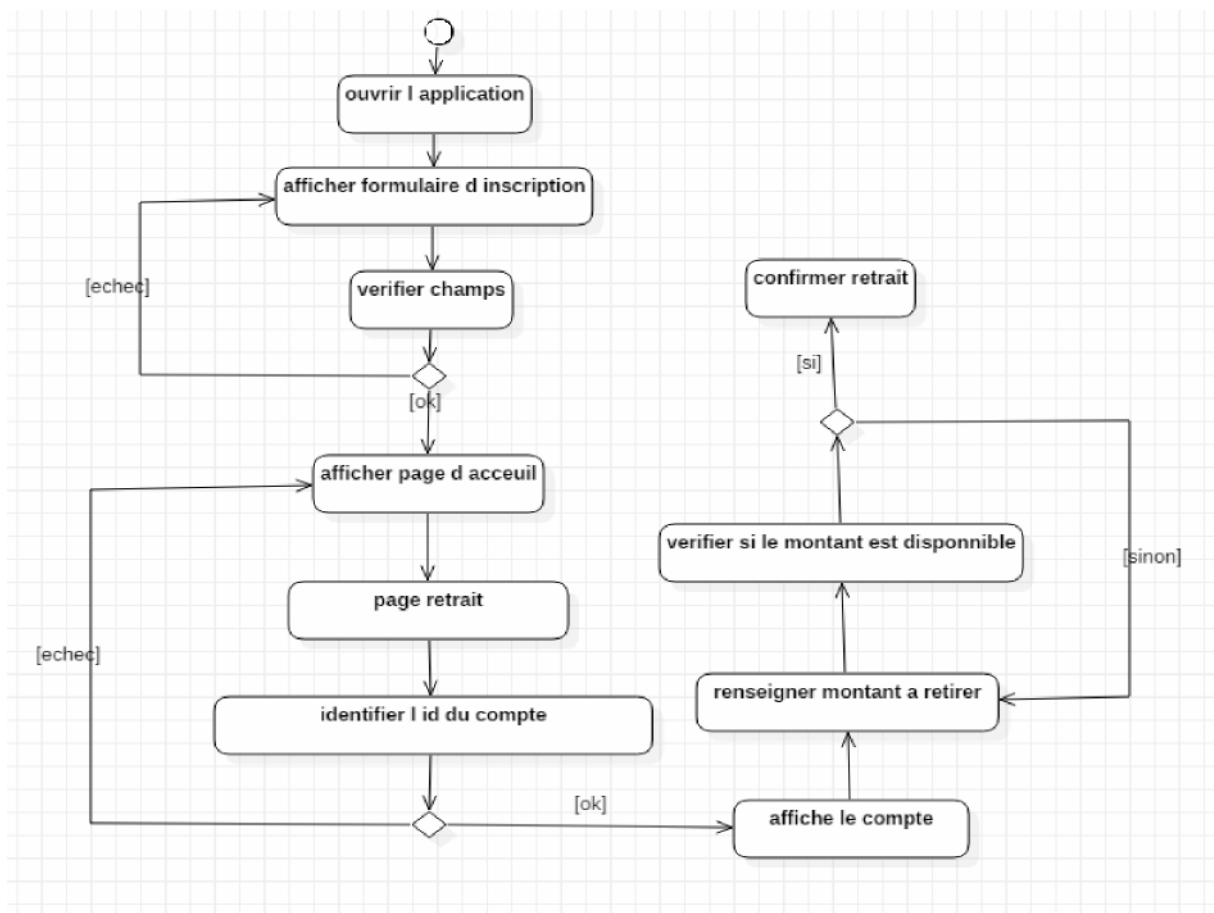 ouvrir l application
afficher formulaire d inscription
[echec]
verifier champs
[ok]
afficher page d acceuil
page retrait
[echec]
identifier l id du compte
[ok]
affiche le compte
renseigner montant a retirer
verifier si le montant est disponnible
[sinon]
[si]
confirmer retrait